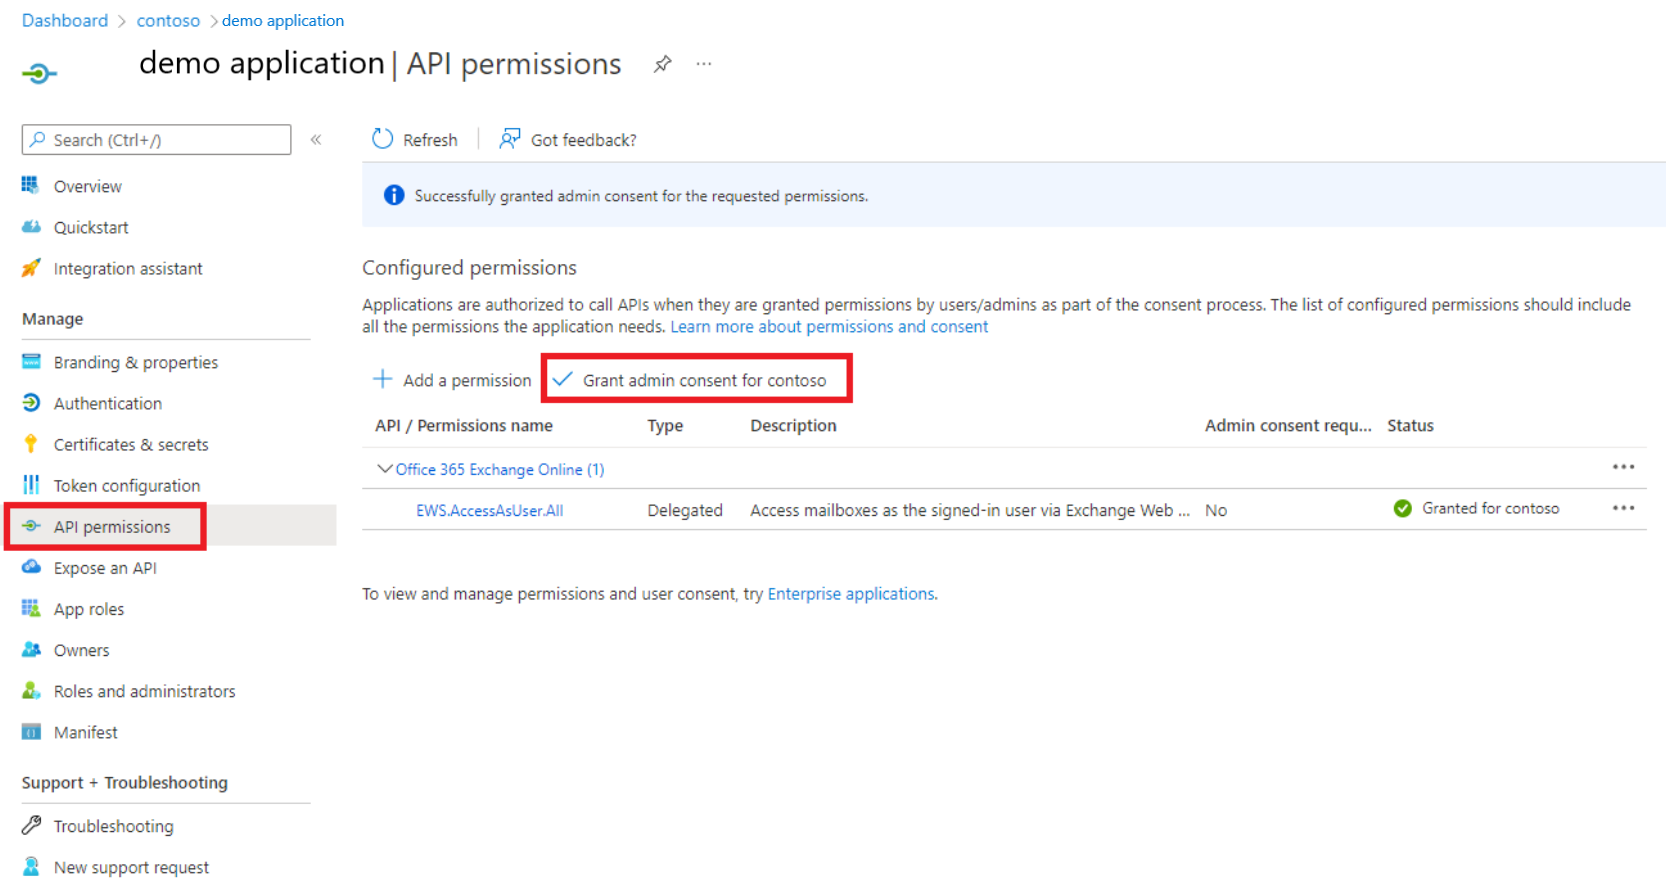 Dashboard > contoso > demo application
demo application | API permissions ...
Search (Ctrl+/) «
Overview
Quickstart
Integration assistant
Manage
Branding & properties
Authentication
Certificates & secrets
Token configuration
API permissions
Expose an API
App roles
Owners
Roles and administrators
Manifest
Support + Troubleshooting
Troubleshooting
New support request
Refresh | Got feedback?
Successfully granted admin consent for the requested permissions.
Configured permissions
Applications are authorized to call APIs when they are granted permissions by users/admins as part of the consent process. The list of configured permissions should include
all the permissions the application needs. Learn more about permissions and consent
Add a permission Grant admin consent for contoso
API / Permissions name Type Description Admin consent requ... Status
Office 365 Exchange Online (1) ...
EWS.AccessAsUser.All Delegated Access mailboxes as the signed-in user via Exchange Web ... No Granted for contoso ...
To view and manage permissions and user consent, try Enterprise applications.